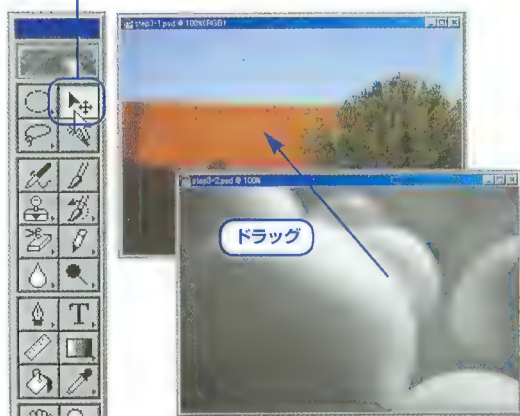 step3-1.psd @ 100%(RGB)
step3-2.psd @ 100%
ドラッグ
T